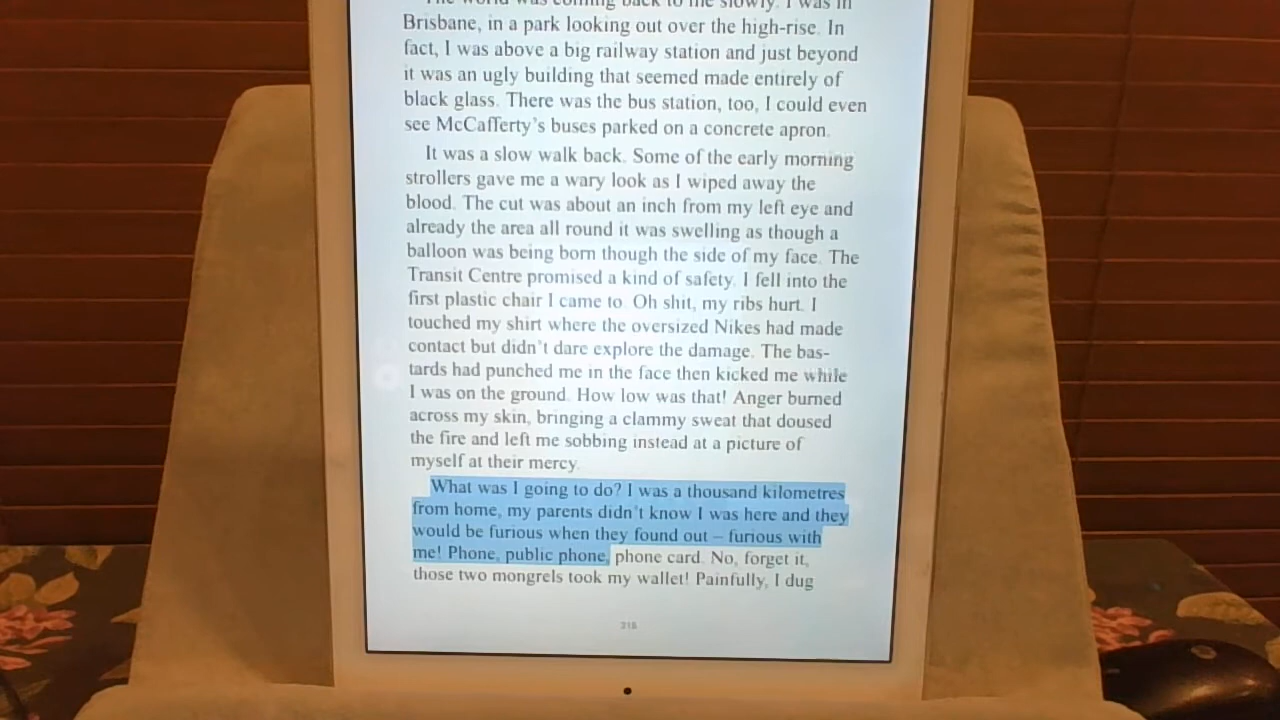 The world was coming back to me slowly. I was in
Brisbane, in a park looking out over the high-rise. In
fact, I was above a big railway station and just beyond
it was an ugly building that seemed made entirely of
black glass. There was the bus station, too, I could even
see McCafferty's buses parked on a concrete apron.
It was a slow walk back. Some of the early morning
strollers gave me a wary look as I wiped away the
blood. The cut was about an inch from my left eye and
already the area all round it was swelling as though a
balloon was being born though the side of my face. The
Transit Centre promised a kind of safety. I fell into the
first plastic chair I came to. Oh shit, my ribs hurt. I
touched my shirt where the oversized Nikes had made
contact but didn't dare explore the damage. The bas-
tards had punched me in the face then kicked me while
I was on the ground. How low was that! Anger burned
across my skin, bringing a clammy sweat that doused
the fire and left me sobbing instead at a picture of
myself at their mercy.
What was I going to do? I was a thousand kilometres
from home, my parents didn't know I was here and they
would be furious when they found out – furious with
me! Phone, public phone, phone card. No, forget it,
those two mongrels took my wallet! Painfully, I dug